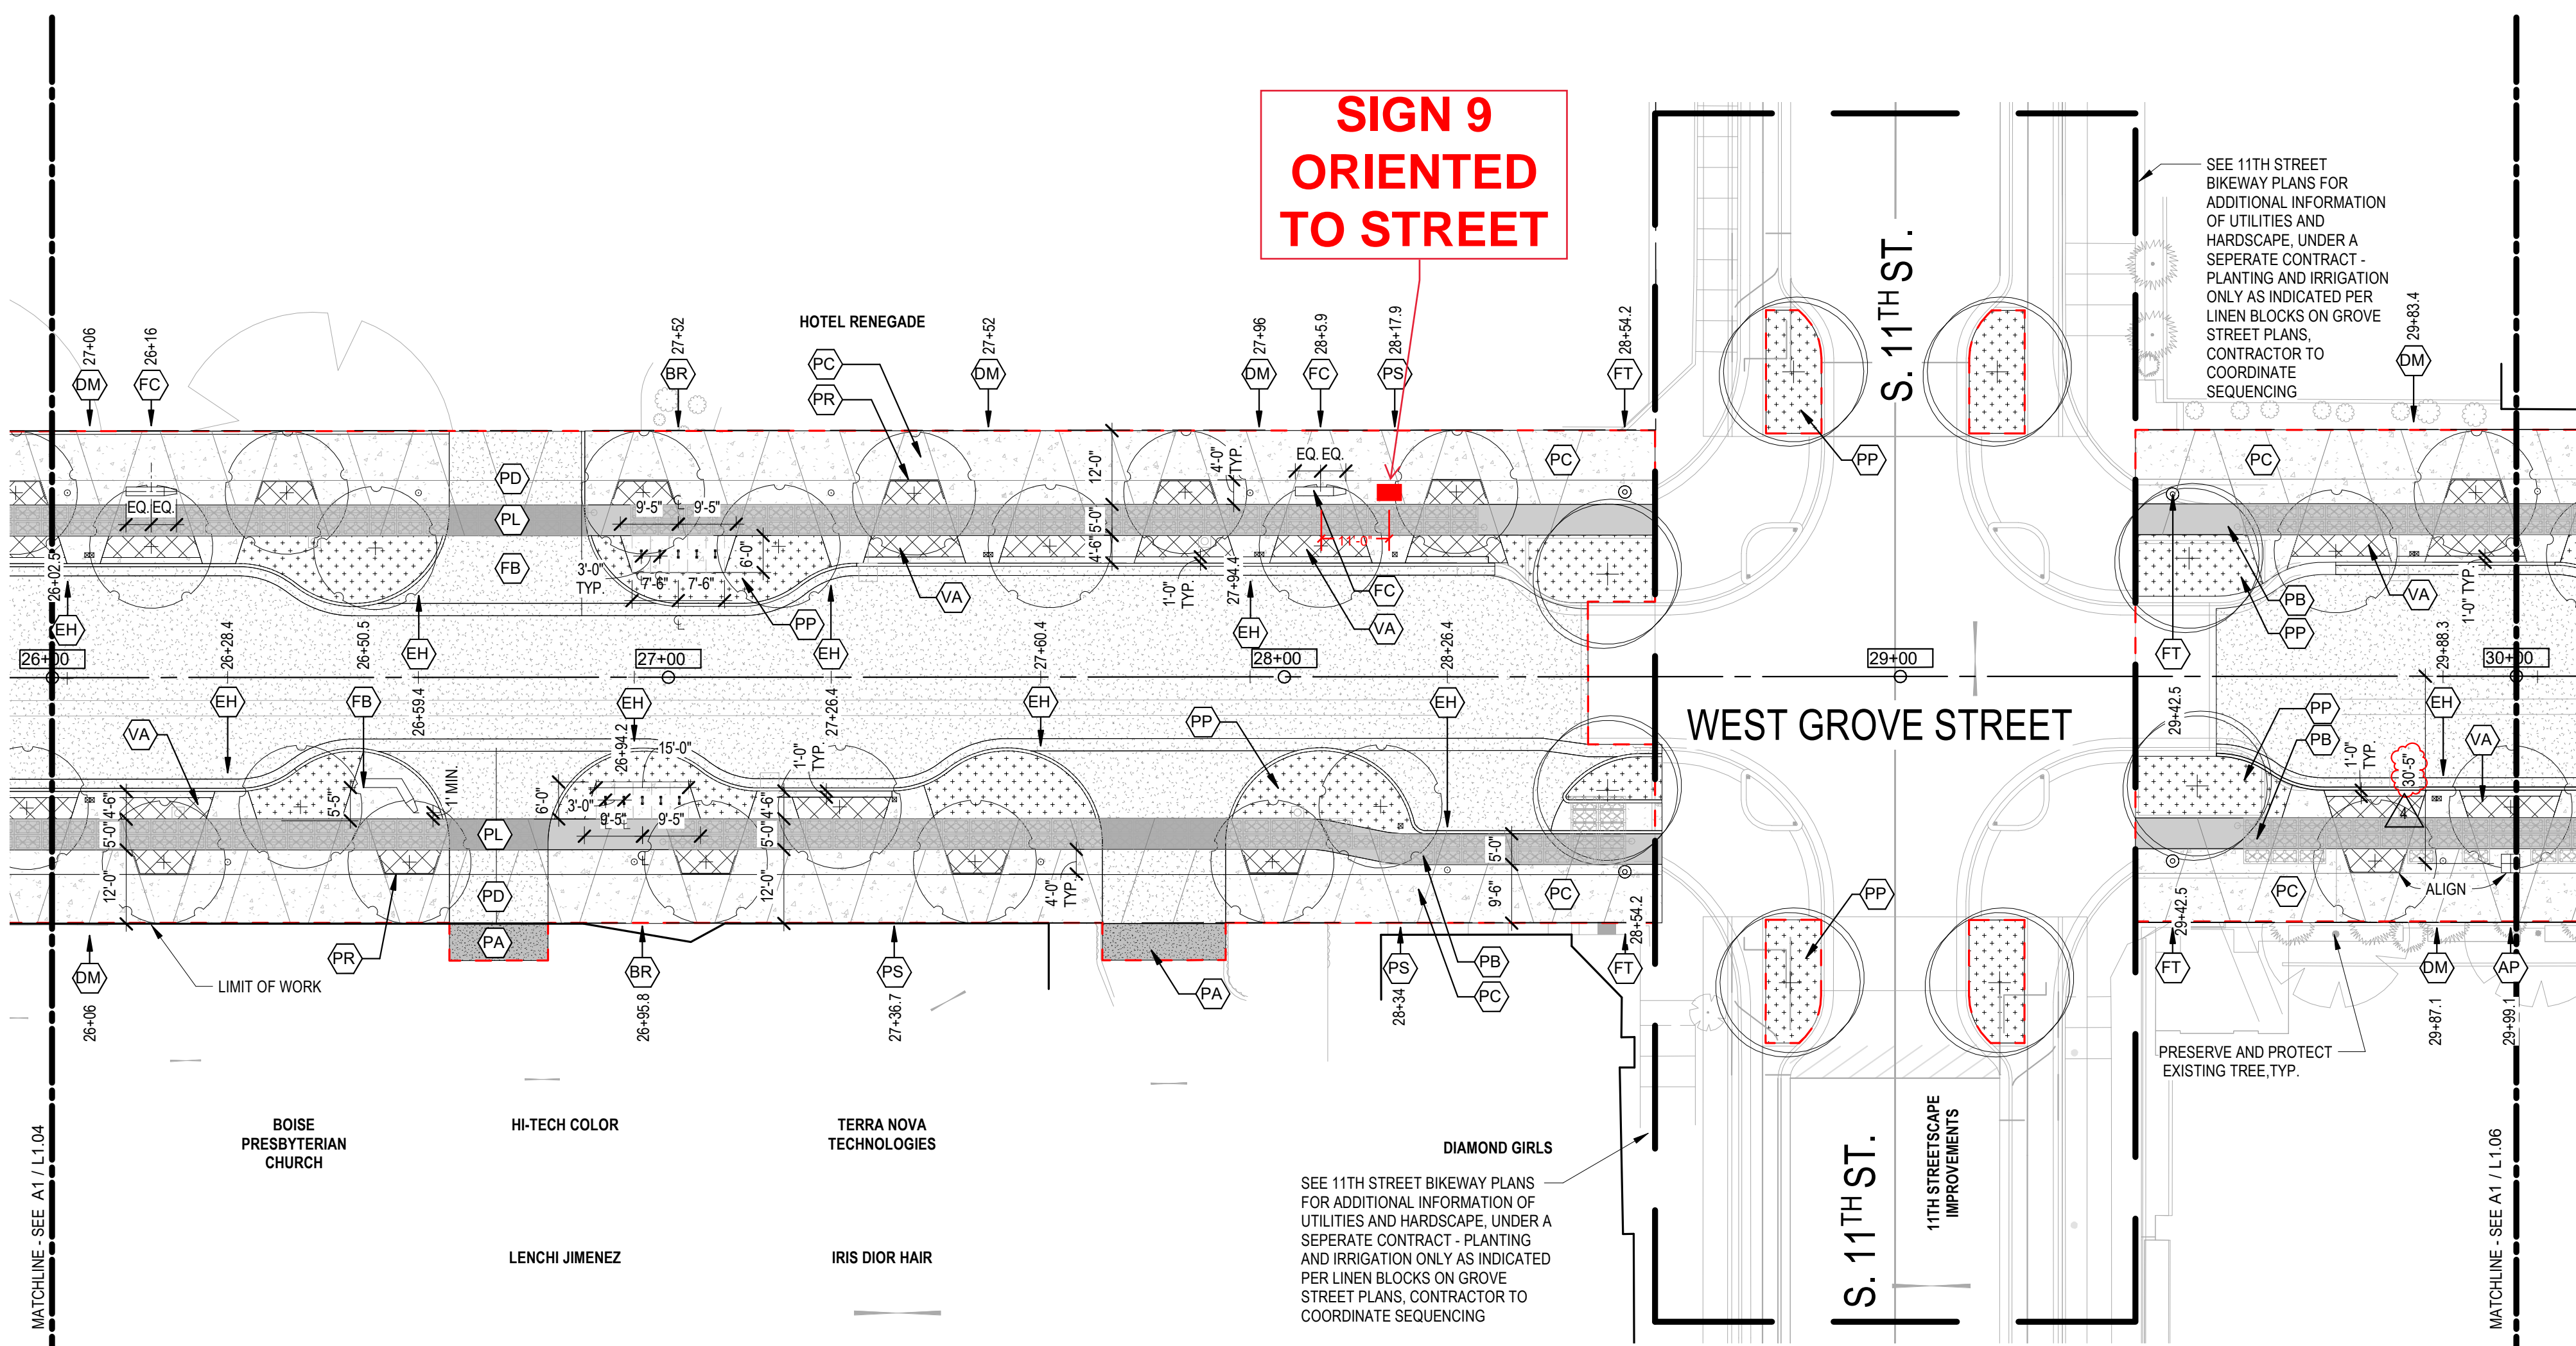 SIGN 9
ORIENTED
TO STREET
SEE 11TH STREET
BIKEWAY PLANS FOR
ADDITIONAL INFORMATION
OF UTILITIES AND
HARDSCAPE, UNDER A
SEPERATE CONTRACT -
PLANTING AND IRRIGATION
ONLY AS INDICATED PER
LINEN BLOCKS ON GROVE
STREET PLANS,
CONTRACTOR TO
COORDINATE
SEQUENCING
S. 11TH ST.
HOTEL RENEGADE
27+06
26+16
27+52
27+52
27+96
28+5.9
28+17.9
28+54.2
29+83.4
DM
FC
BR
DM
DM
FC
PS
FT
DM
PC
PR
PD
PL
FB
PC
PP
PC
EQ. EQ.
9'-5"
9'-5"
12'-0"
5'-0"
4'-6"
4'-0"
TYP.
EQ. EQ.
11'-0"
6'-0"
3'-0"
TYP.
7'-6"
7'-6"
1'-0"
TYP.
27+94.4
1'-0" TYP.
26+02.5
EH
EH
PP
EH
VA
EH
FC
VA
FT
PB
PP
VA
26+00
27+00
28+00
29+00
30+00
26+28.4
26+50.5
26+59.4
27+26.4
27+60.4
28+26.4
29+42.5
29+88.3
EH
FB
EH
EH
EH
EH
VA
PP
PP
PB
VA
WEST GROVE STREET
26+94.2
15'-0"
1'-0"
TYP.
1'-0"
TYP.
30'-5"
4
5'-5"
1' MIN.
6'-0"
3'-0"
9'-5"
9'-5"
4'-6"
5'-0"
12'-0"
4'-6"
5'-0"
12'-0"
4'-0"
TYP.
5'-0"
9'-6"
PL
PD
PA
PC
PP
PC
ALIGN
PR
LIMIT OF WORK
DM
BR
PS
PA
PS
PB
PC
FT
FT
DM
AP
26+06
26+95.8
27+36.7
28+34
28+54.2
29+42.5
29+87.1
29+99.1
PRESERVE AND PROTECT
EXISTING TREE,TYP.
BOISE
PRESBYTERIAN
CHURCH
HI-TECH COLOR
TERRA NOVA
TECHNOLOGIES
DIAMOND GIRLS
LENCHI JIMENEZ
IRIS DIOR HAIR
SEE 11TH STREET BIKEWAY PLANS
FOR ADDITIONAL INFORMATION OF
UTILITIES AND HARDSCAPE, UNDER A
SEPERATE CONTRACT - PLANTING
AND IRRIGATION ONLY AS INDICATED
PER LINEN BLOCKS ON GROVE
STREET PLANS, CONTRACTOR TO
COORDINATE SEQUENCING
S. 11TH ST.
11TH STREETSCAPE
IMPROVEMENTS
MATCHLINE - SEE A1 / L1.04
MATCHLINE - SEE A1 / L1.06